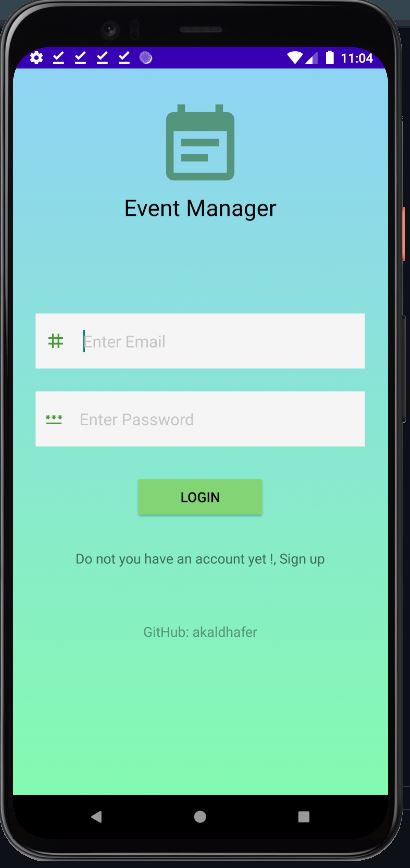 11:04
Event Manager
Enter Email
Enter Password
LOGIN
Do not you have an account yet !, Sign up
GitHub: akaldhafer